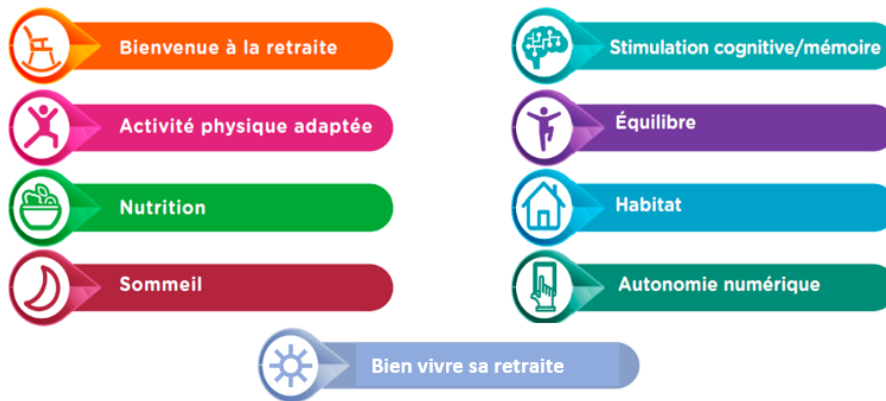 Bienvenue à la retraite
Activité physique adaptée
Nutrition
Sommeil
Stimulation cognitive/mémoire
Équilibre
Habitat
Autonomie numérique
Bien vivre sa retraite